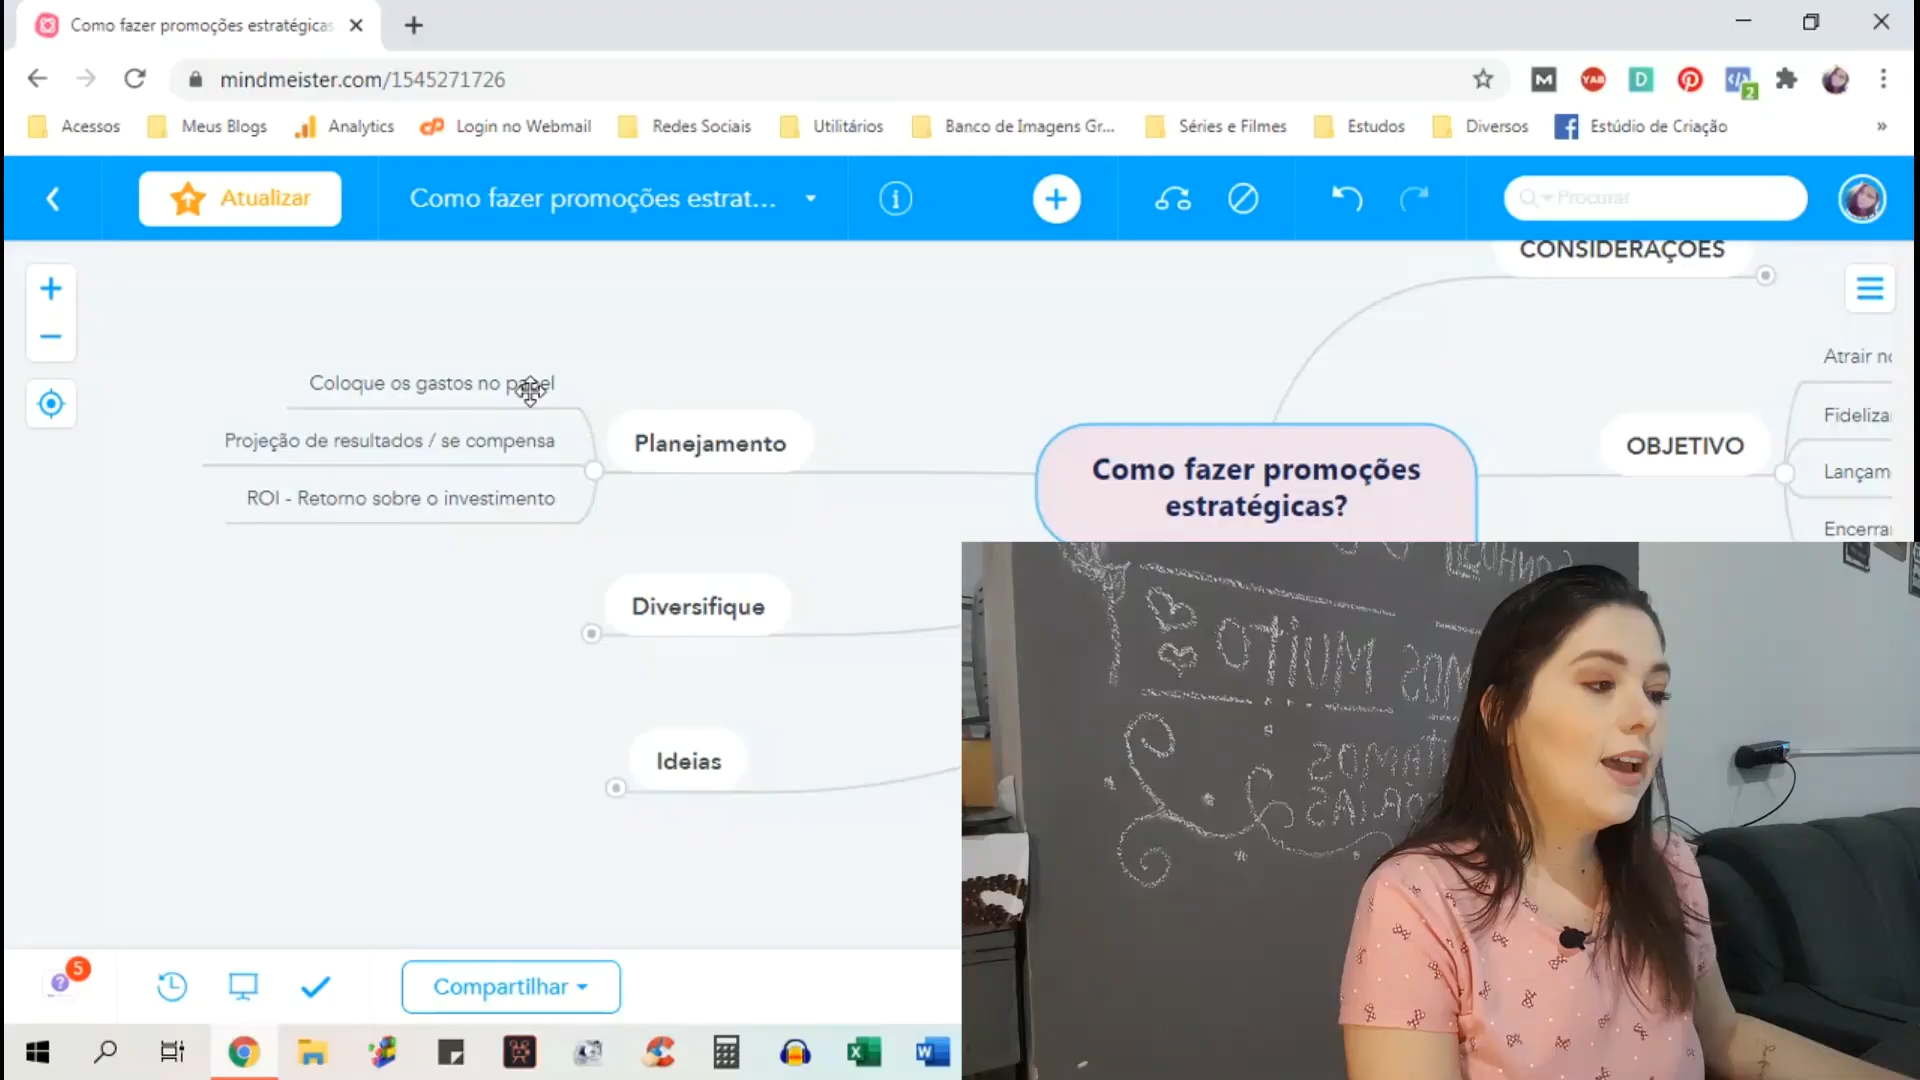 Como fazer promoções estratégicas
mindmeister.com/1545271726
Acessos
Meus Blogs
Analytics
Login no Webmail
Redes Sociais
Utilitários
Banco de Imagens Gr...
Séries e Filmes
Estudos
Diversos
Estúdio de Criação
»
Atualizar
Como fazer promoções estrat...
Procurar
CONSIDERAÇÕES
Coloque os gastos no papel
Projeção de resultados / se compensa
ROI - Retorno sobre o investimento
Planejamento
Como fazer promoções
estratégicas?
OBJETIVO
Atrair no
Fideliza
Lançam
Encerra
Diversifique
Ideias
OTIUM
5
Compartilhar